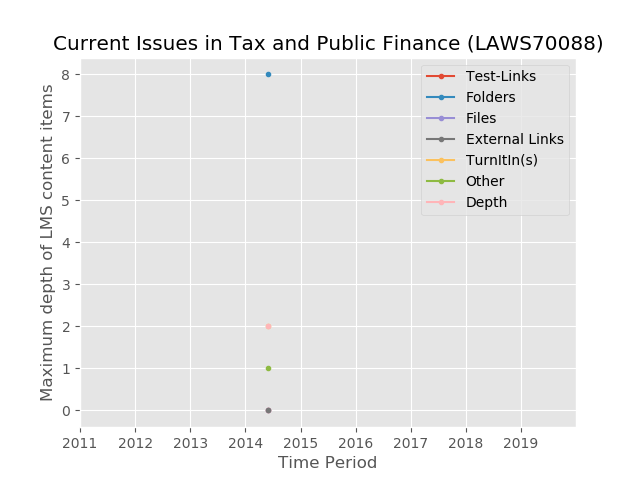 Current Issues in Tax and Public Finance (LAWS70088)
Maximum depth of LMS content items
8
7
6
5
4
3
2
1
0
Test-Links
Folders
Files
External Links
TurnItIn(s)
Other
Depth
2011 2012 2013 2014 2015 2016 2017 2018 2019
Time Period